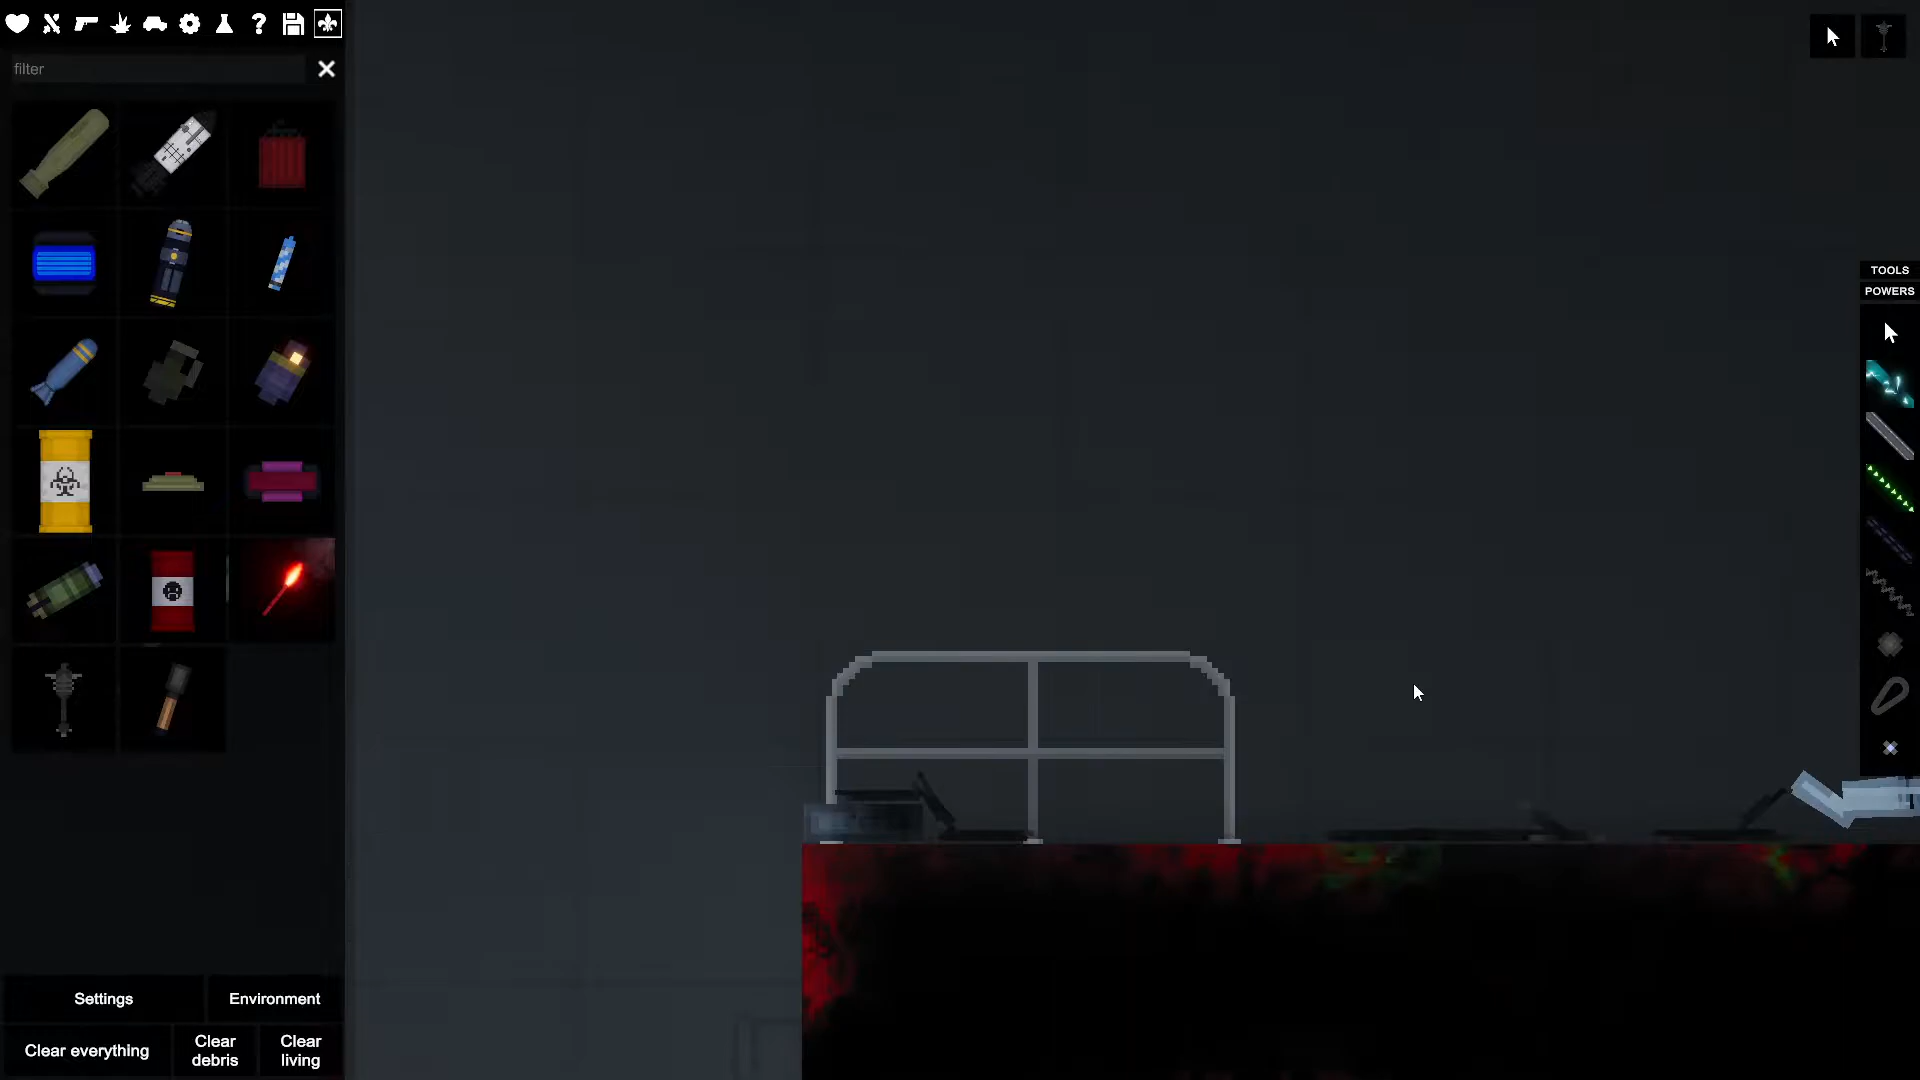 filter
TOOLS
POWERS
Settings
Environment
Clear everything
Clear
debris
Clear
living